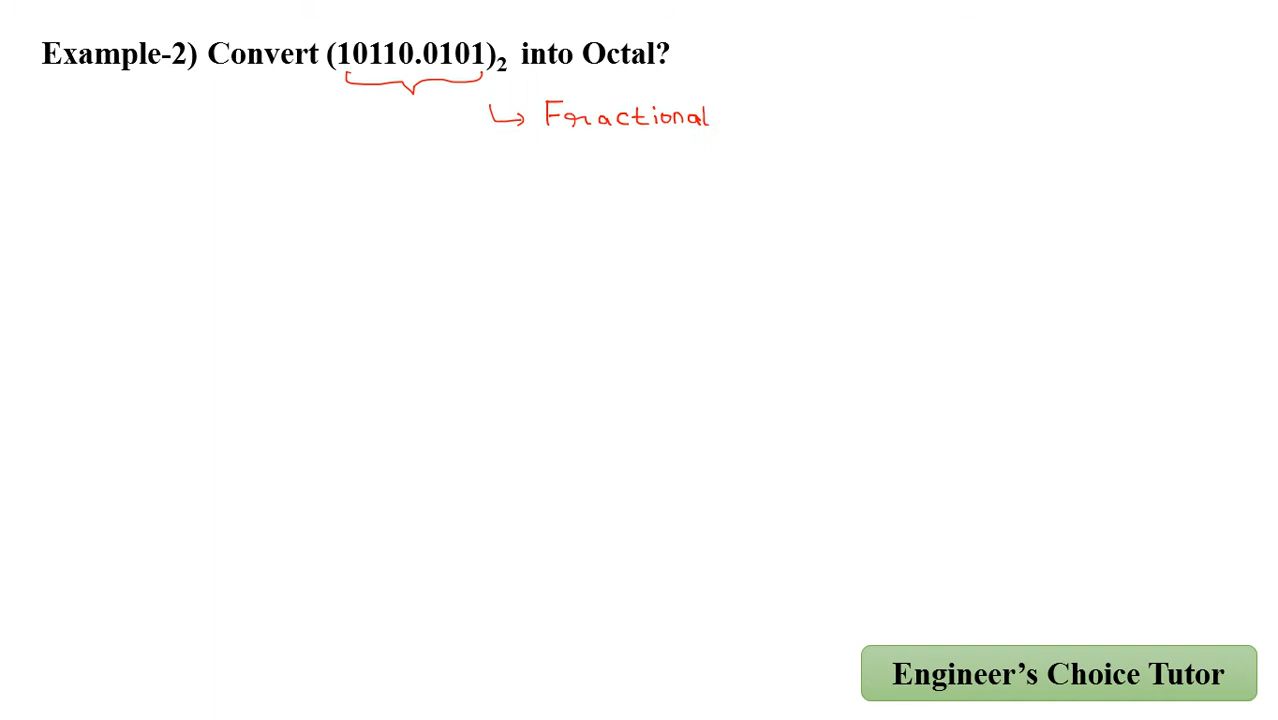 Example-2) Convert (10110.0101)₂ into Octal?
↳ Fractional
Engineer’s Choice Tutor